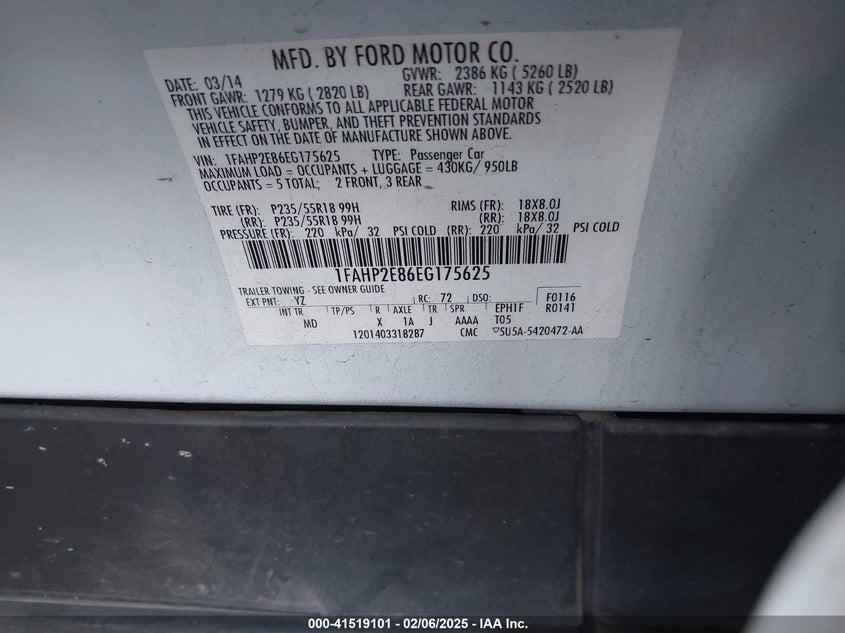 MFD. BY FORD MOTOR CO.
DATE: 03/14 GVWR: 2386 KG ( 5260 LB)
FRONT GAWR: 1279 KG ( 2820 LB) REAR GAWR: 1143 KG ( 2520 LB)
THIS VEHICLE CONFORMS TO ALL APPLICABLE FEDERAL MOTOR
VEHICLE SAFETY, BUMPER, AND THEFT PREVENTION STANDARDS
IN EFFECT ON THE DATE OF MANUFACTURE SHOWN ABOVE.
VIN: 1FAHP2E86EG175625 TYPE: Passenger Car
MAXIMUM LOAD = OCCUPANTS + LUGGAGE = 430KG/ 950LB
OCCUPANTS = 5 TOTAL; 2 FRONT, 3 REAR
TIRE (FR): P235/55R18 99H RIMS (FR): 18X8.0J
(RR): P235/55R18 99H (RR): 18X8.0J
PRESSURE (FR): 220 kPa/ 32 PSI COLD (RR): 220 kPa/ 32 PSI COLD
1FAHP2E86EG175625
TRAILER TOWING - SEE OWNER GUIDE
EXT PNT: YZ RC: 72 DSO: F0116
INT TR TP/PS R AXLE TR SPR EPH1F R0141
MD X 1A J AAAA T05
1201403318287 CMC ▽5U5A-5420472-AA
000-41519101 - 02/06/2025 - IAA Inc.